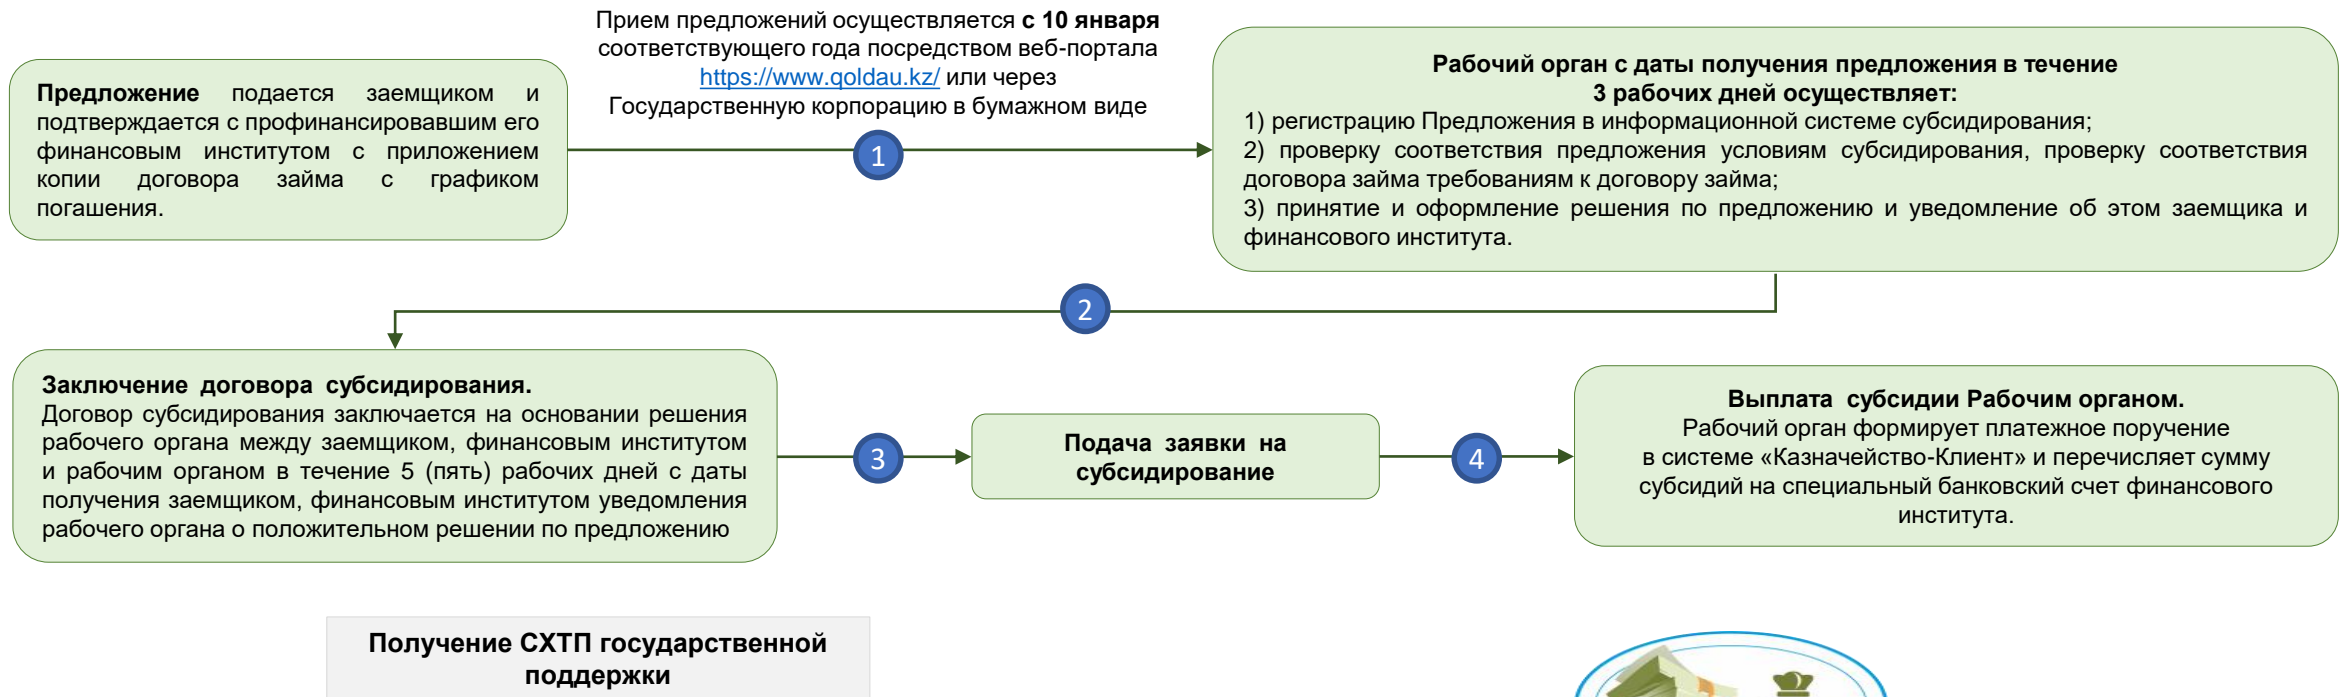 Прием предложений осуществляется с 10 января
соответствующего года посредством веб-портала
https://www.qoldau.kz/ или через
Государственную корпорацию в бумажном виде
Предложение подается заемщиком и
подтверждается с профинансировавшим его
финансовым институтом с приложением
копии договора займа с графиком
погашения.
1
Рабочий орган с даты получения предложения в течение
3 рабочих дней осуществляет:
1) регистрацию Предложения в информационной системе субсидирования;
2) проверку соответствия предложения условиям субсидирования, проверку соответствия
договора займа требованиям к договору займа;
3) принятие и оформление решения по предложению и уведомление об этом заемщика и
финансового института.
2
Заключение договора субсидирования.
Договор субсидирования заключается на основании решения
рабочего органа между заемщиком, финансовым институтом
и рабочим органом в течение 5 (пять) рабочих дней с даты
получения заемщиком, финансовым институтом уведомления
рабочего органа о положительном решении по предложению
3
Подача заявки на
субсидирование
4
Выплата субсидии Рабочим органом.
Рабочий орган формирует платежное поручение
в системе «Казначейство-Клиент» и перечисляет сумму
субсидий на специальный банковский счет финансового
института.
Получение СХТП государственной
поддержки